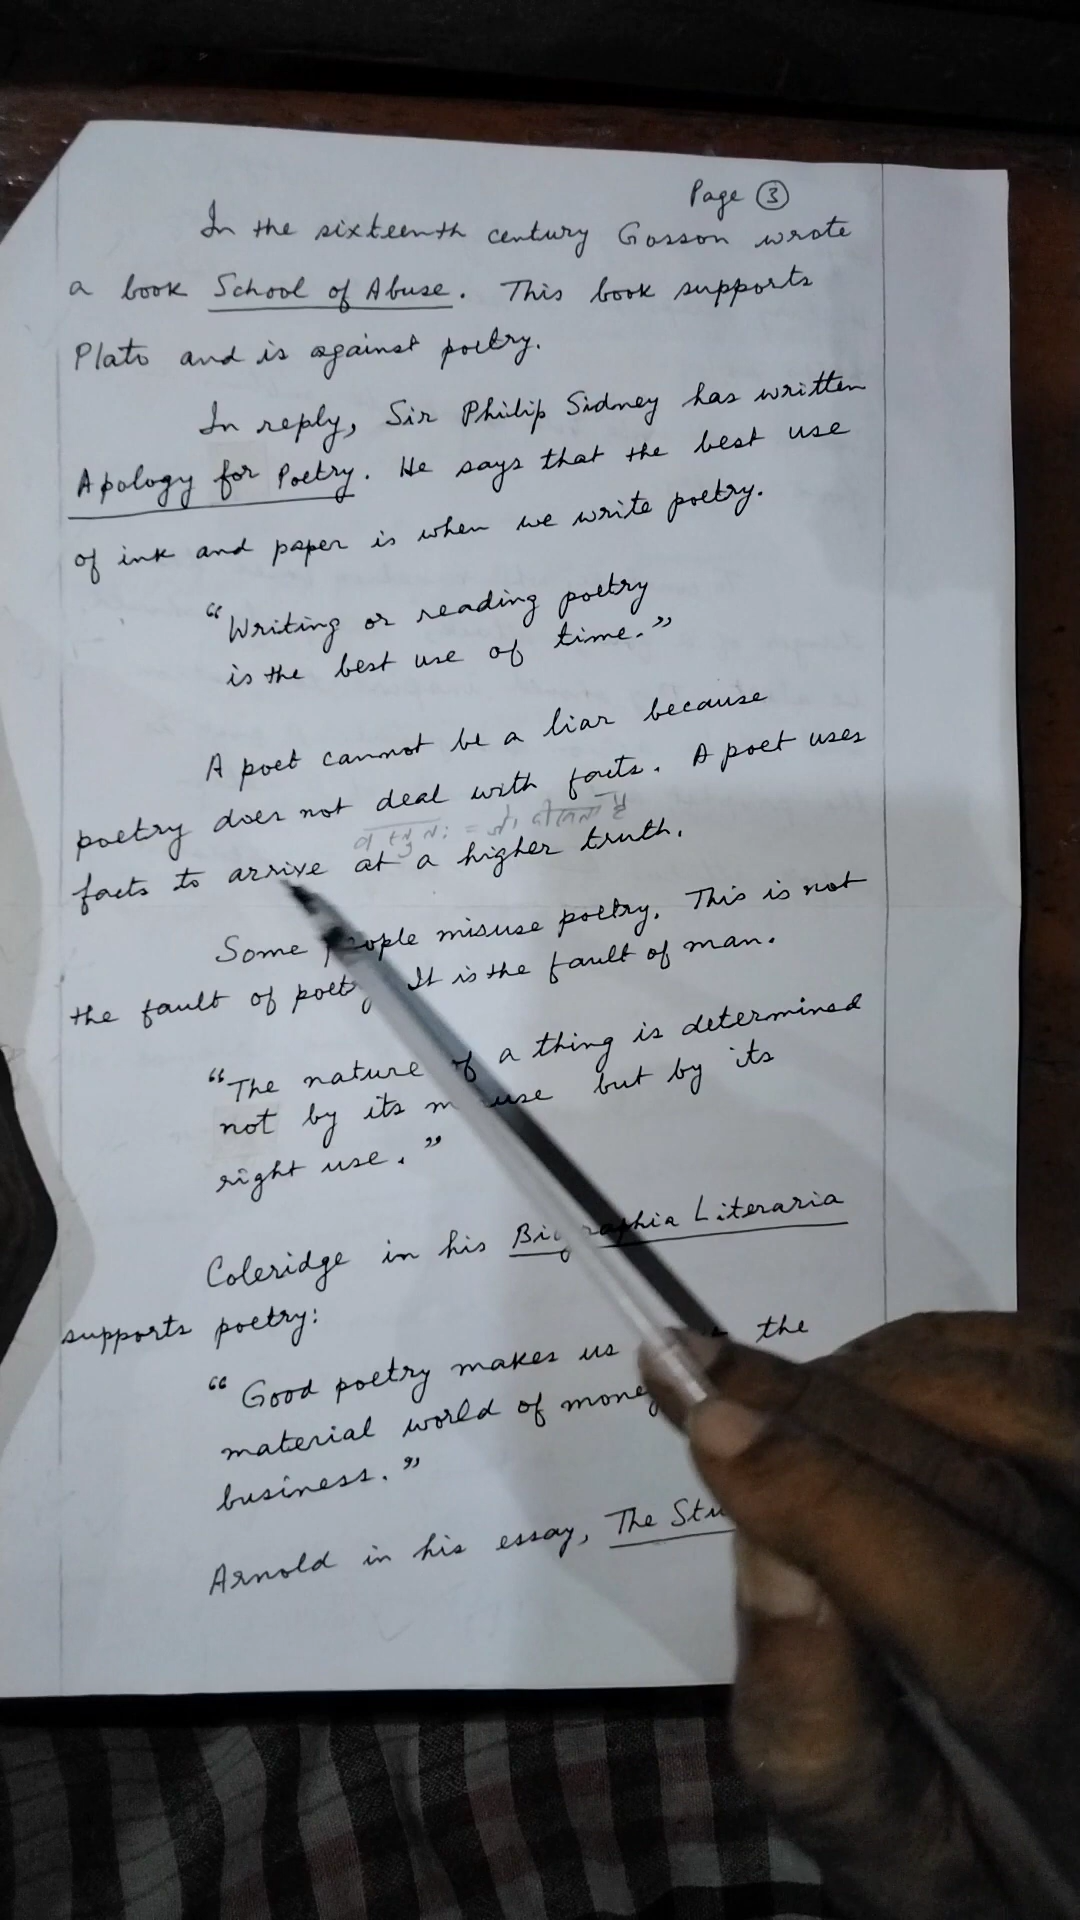 Page 3
In the sixteenth century Gosson wrote
a book School of Abuse. This book supports
Plato and is against poetry.
In reply, Sir Philip Sidney has written
Apology for Poetry. He says that the best use
of ink and paper is when we write poetry.
"Writing or reading poetry
is the best use of time."
A poet cannot be a liar because
poetry does not deal with facts. A poet uses
facts to arrive at a higher truth.
Some people misuse poetry. This is not
the fault of poetry It is the fault of man.
"The nature of a thing is determined
not by its misuse but by its
right use."
Coleridge in his Biographia Literaria
supports poetry:
"Good poetry makes us the
material world of money
business."
Arnold in his essay, The